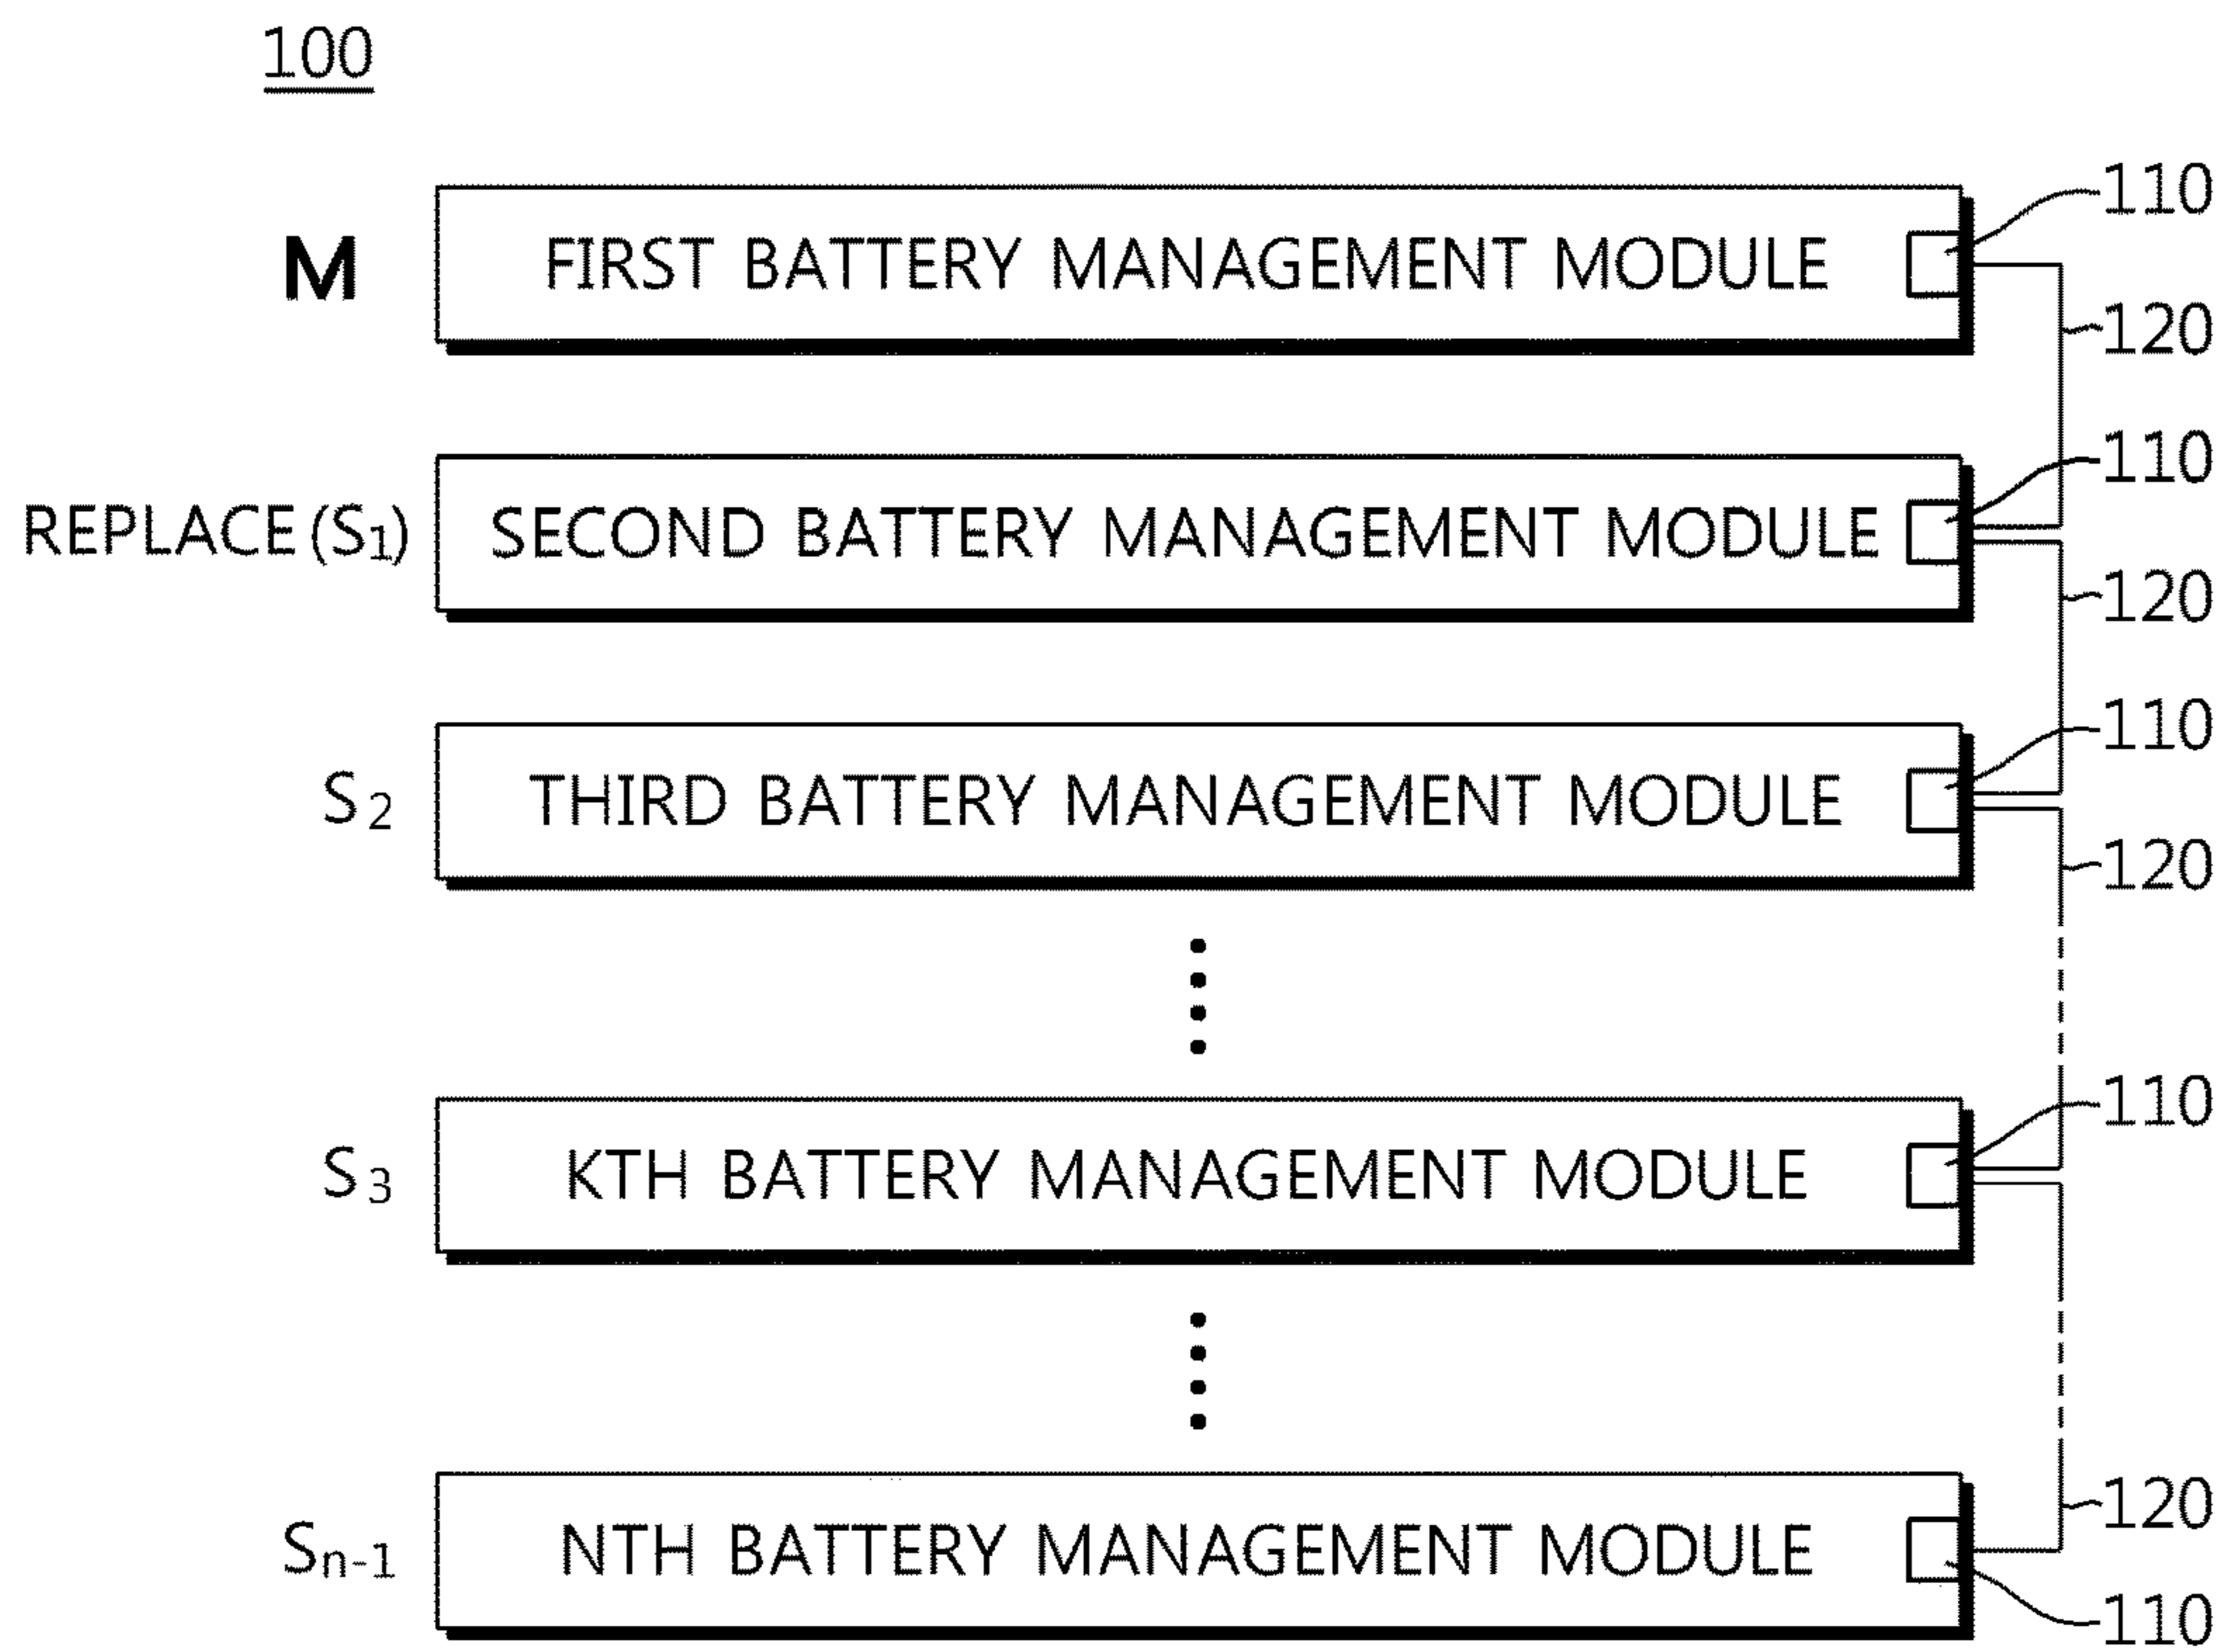 100
110
M FIRST BATTERY MANAGEMENT MODULE
120
110
REPLACE (S1) SECOND BATTERY MANAGEMENT MODULE
120
110
S2 THIRD BATTERY MANAGEMENT MODULE
120
110
S3 KTH BATTERY MANAGEMENT MODULE
120
Sn-1 NTH BATTERY MANAGEMENT MODULE
110